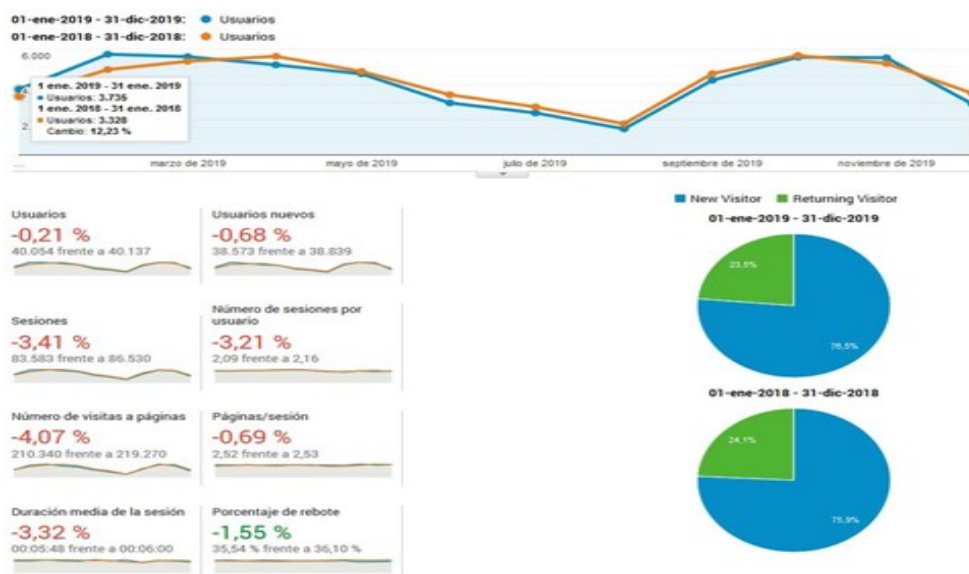 01-ene-2019 - 31-dic-2019: Usuarios
01-ene-2018 - 31-dic-2018: Usuarios
6.000
1 ene. 2019 - 31 ene. 2019
Usuarios: 3.735
1 ene. 2018 - 31 ene. 2018
Usuarios: 3.328
Cambio: 12,23 %
...
marzo de 2019
mayo de 2019
julio de 2019
septiembre de 2019
noviembre de 2019
New Visitor
Returning Visitor
01-ene-2019 - 31-dic-2019
23,5%
76,5%
01-ene-2018 - 31-dic-2018
24,1%
75,9%
Usuarios
-0,21 %
40.054 frente a 40.137
Usuarios nuevos
-0,68 %
38.573 frente a 38.839
Sesiones
-3,41 %
83.583 frente a 86.530
Número de sesiones por
usuario
-3,21 %
2,09 frente a 2,16
Número de visitas a páginas
-4,07 %
210.340 frente a 219.270
Páginas/sesión
-0,69 %
2,52 frente a 2,53
Duración media de la sesión
-3,32 %
00:05:48 frente a 00:06:00
Porcentaje de rebote
-1,55 %
35,54 % frente a 36,10 %